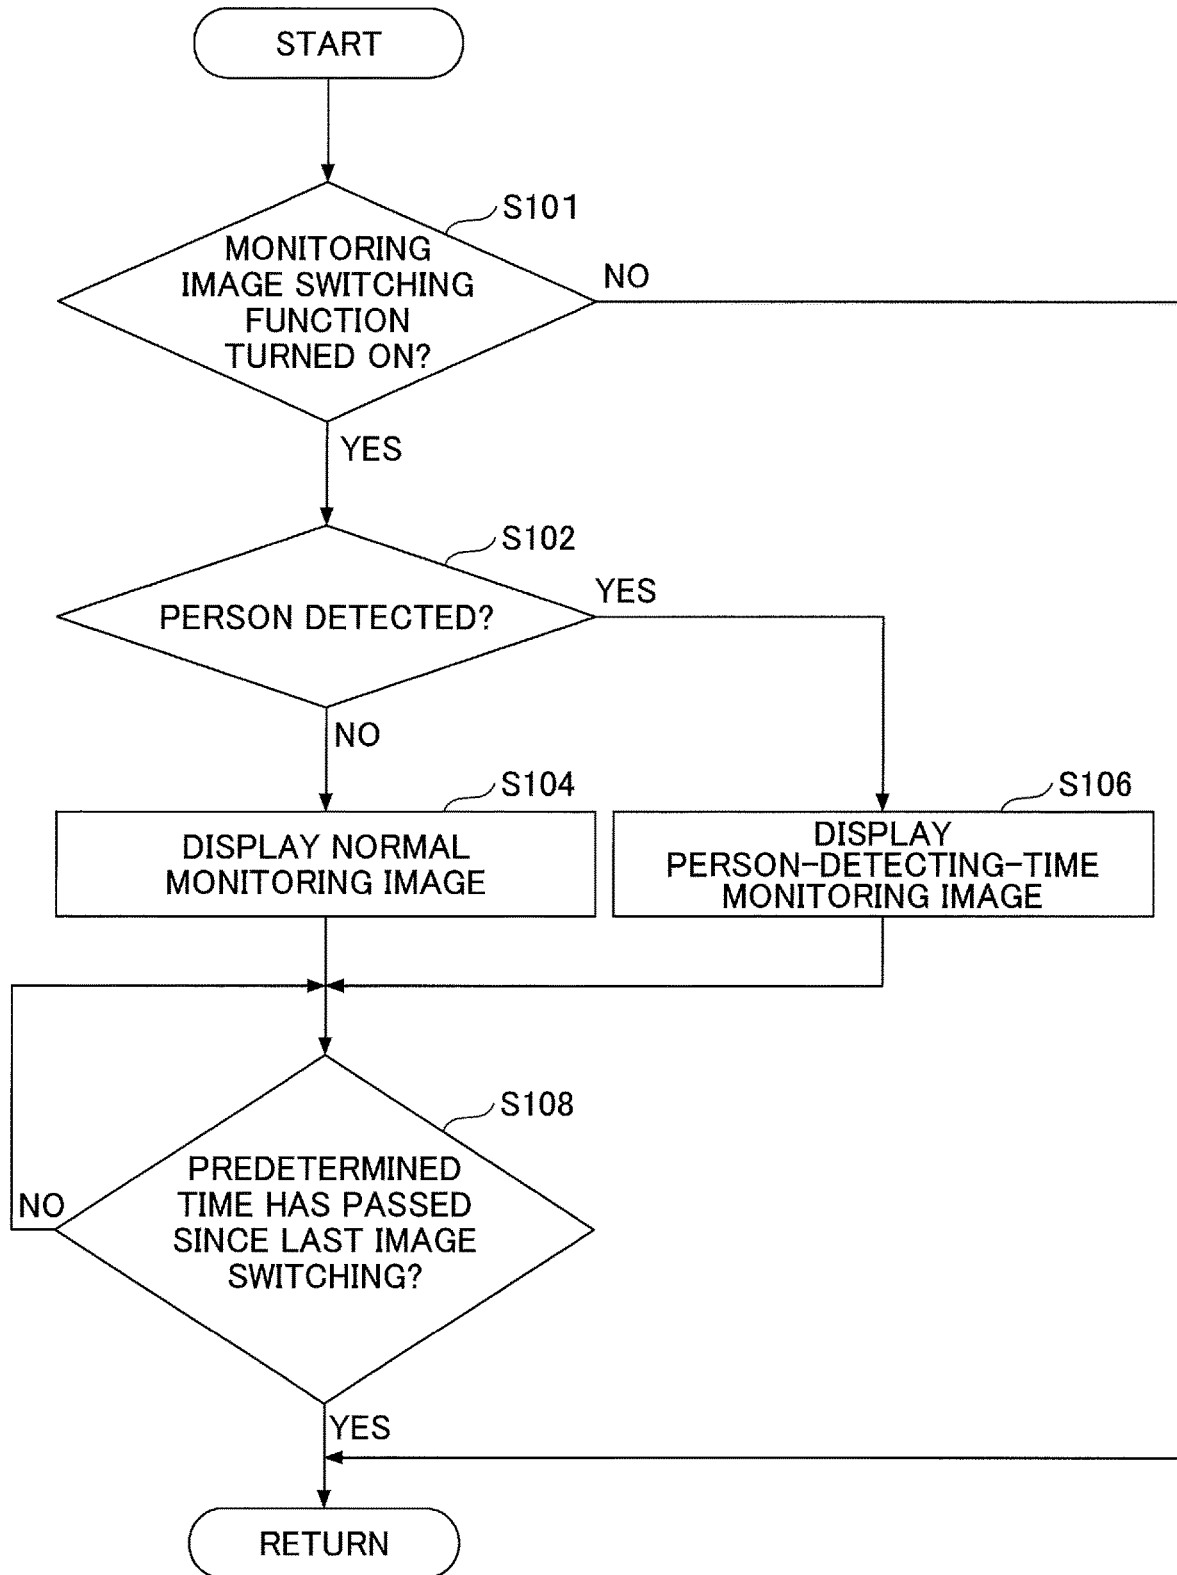 START
S101
MONITORING
IMAGE SWITCHING
FUNCTION
TURNED ON?
NO
YES
S102
PERSON DETECTED?
YES
NO
S104
DISPLAY NORMAL
MONITORING IMAGE
S106
DISPLAY
PERSON-DETECTING-TIME
MONITORING IMAGE
S108
PREDETERMINED
TIME HAS PASSED
SINCE LAST IMAGE
SWITCHING?
NO
YES
RETURN